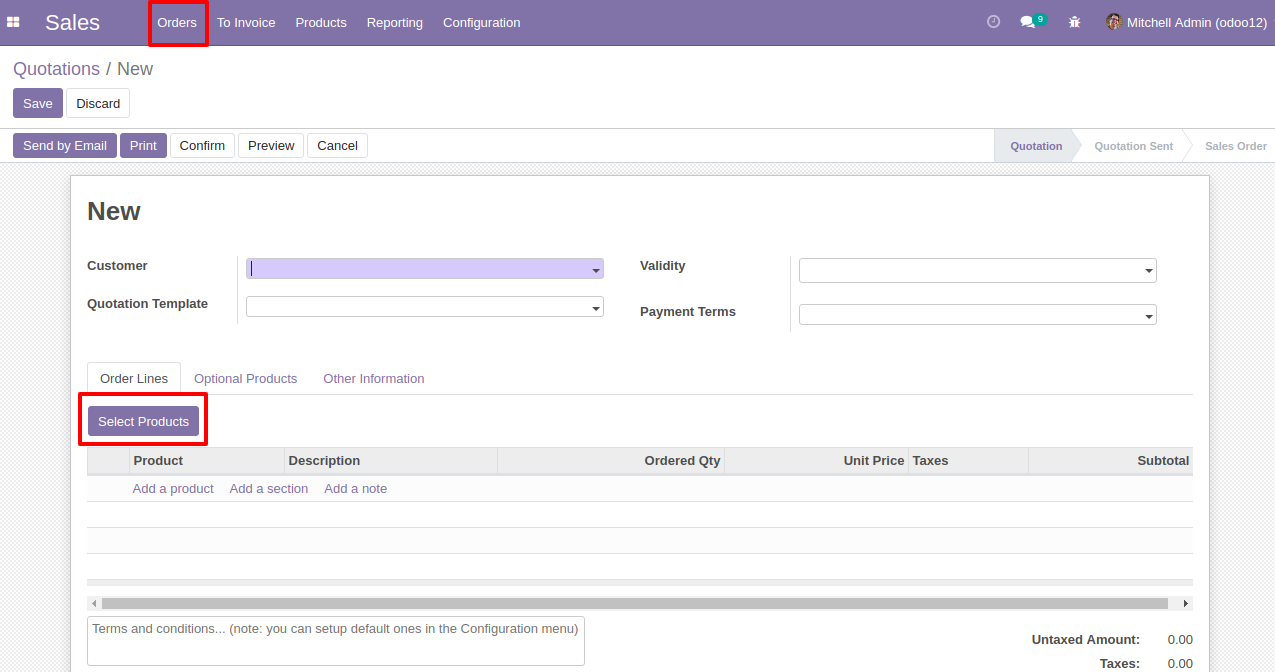 Sales Orders To Invoice Products Reporting Configuration 9 Mitchell Admin (odoo12)
Quotations / New
Save Discard
Send by Email Print Confirm Preview Cancel Quotation Quotation Sent Sales Order
New
Customer Validity
Quotation Template Payment Terms
Order Lines Optional Products Other Information
Select Products
Product Description Ordered Qty Unit Price Taxes Subtotal
Add a product Add a section Add a note
Terms and conditions... (note: you can setup default ones in the Configuration menu)
Untaxed Amount: 0.00
Taxes: 0.00